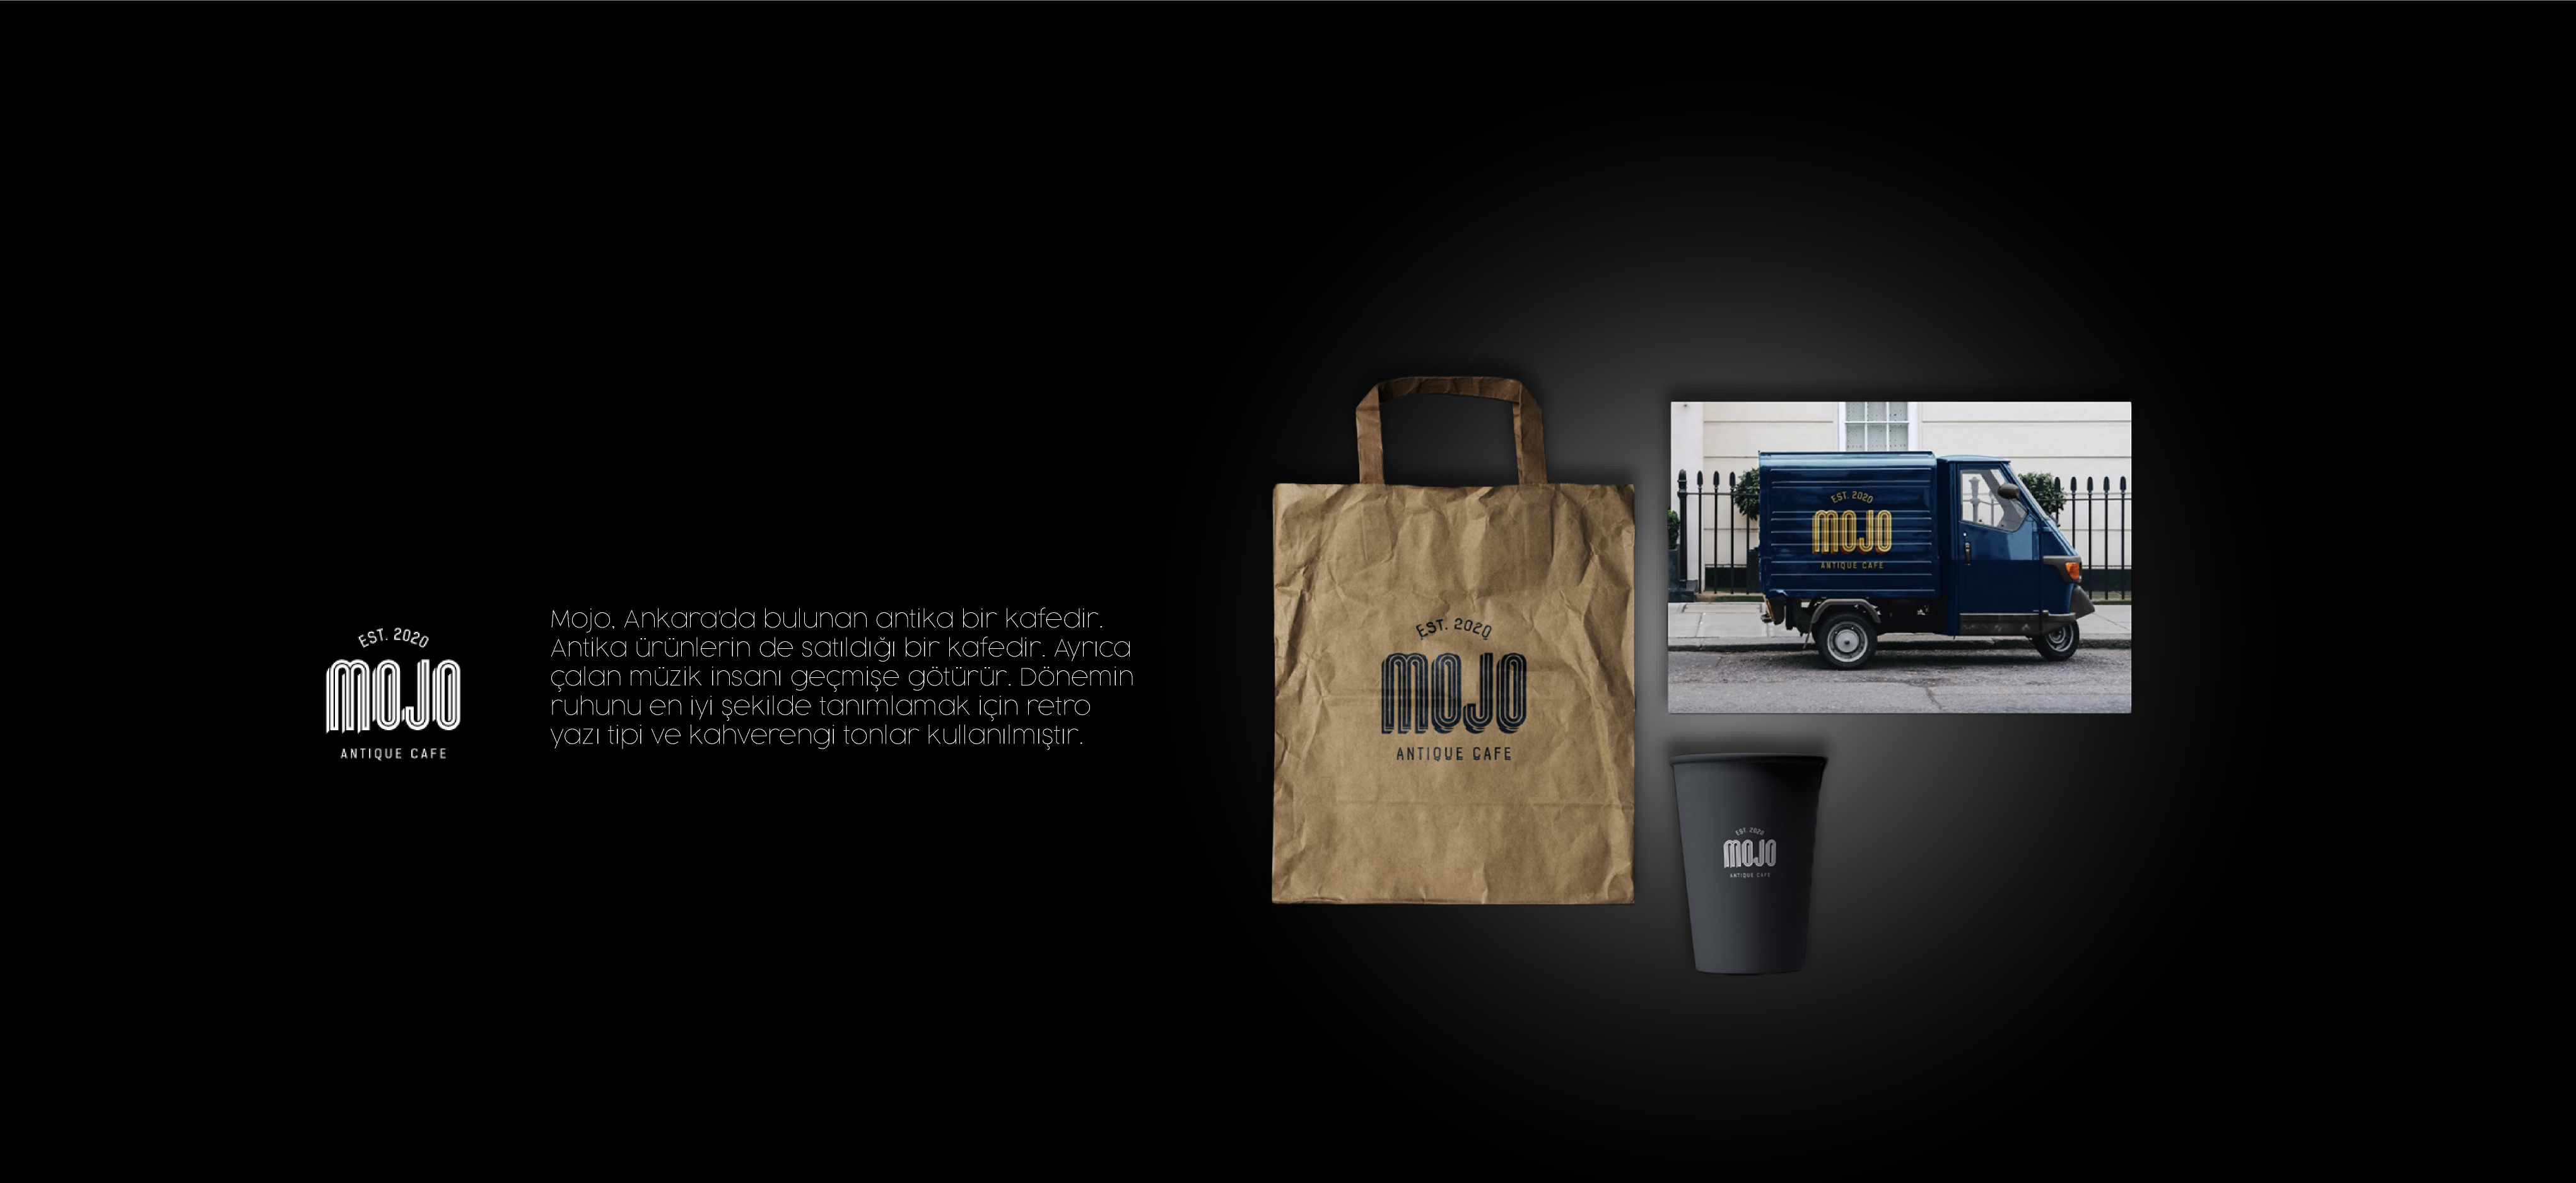 EST. 2020
MOJO
ANTIQUE CAFE
Mojo, Ankara'da bulunan antika bir kafedir.
Antika ürünlerin de satıldığı bir kafedir. Ayrıca
çalan müzik insanı geçmişe götürür. Dönemin
ruhunu en iyi şekilde tanımlamak için retro
yazı tipi ve kahverengi tonlar kullanılmıştır.
EST. 2020
MOJO
ANTIQUE CAFE
EST. 2020
MOJO
ANTIQUE CAFE
EST. 2020
MOJO
ANTIQUE CAFE